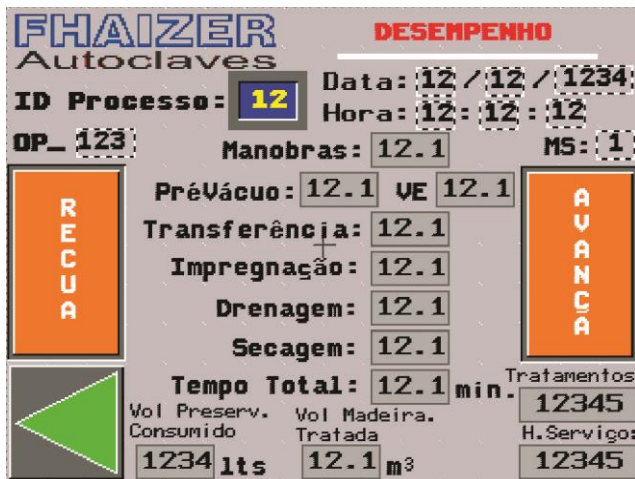 FHAIZER
Autoclaves
DESEMPENHO
Data: 12 / 12 / 1234
ID Processo: 12
Hora: 12: 12 : 12
OP_ 123
Manobras: 12.1
MS: 1
PréVácuo: 12.1 VE 12.1
RECUA
AVANÇA
Transferência: 12.1
Impregnação: 12.1
Drenagem: 12.1
Secagem: 12.1
Tempo Total: 12.1 min.
Tratamentos
12345
Vol Preserv.
Consumido
1234 lts
Vol Madeira.
Tratada
12.1 m³
H.Serviço:
12345